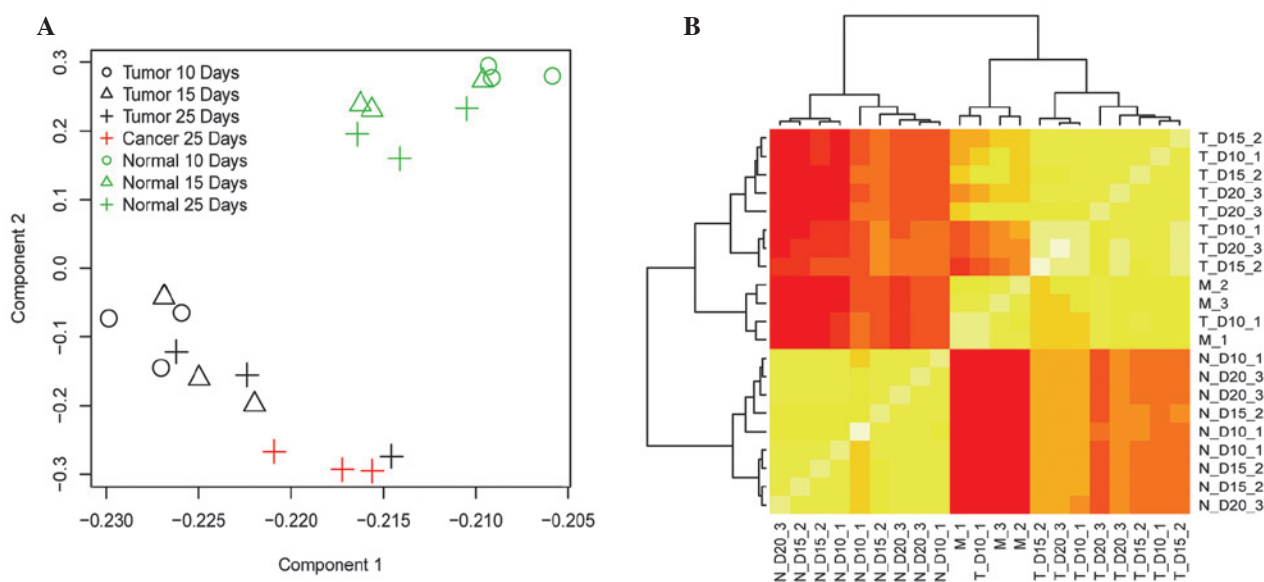 A
B
0.3
0.2
0.1
0.0
−0.1
−0.2
−0.3
Component 2
Tumor 10 Days
Tumor 15 Days
Tumor 25 Days
Cancer 25 Days
Normal 10 Days
Normal 15 Days
Normal 25 Days
−0.230
−0.225
−0.220
−0.215
−0.210
−0.205
Component 1
T_D15_2
T_D10_1
T_D15_2
T_D20_3
T_D20_3
T_D10_1
T_D20_3
T_D15_2
M_2
M_3
T_D10_1
M_1
N_D10_1
N_D20_3
N_D20_3
N_D15_2
N_D10_1
N_D10_1
N_D15_2
N_D15_2
N_D20_3
N_D20_3
N_D15_2
N_D15_2
N_D10_1
N_D10_1
N_D15_2
N_D20_3
N_D20_3
N_D10_1
M_1
T_D10_1
M_3
M_2
T_D15_2
T_D20_3
T_D10_1
T_D20_3
T_D20_3
T_D15_2
T_D10_1
T_D15_2